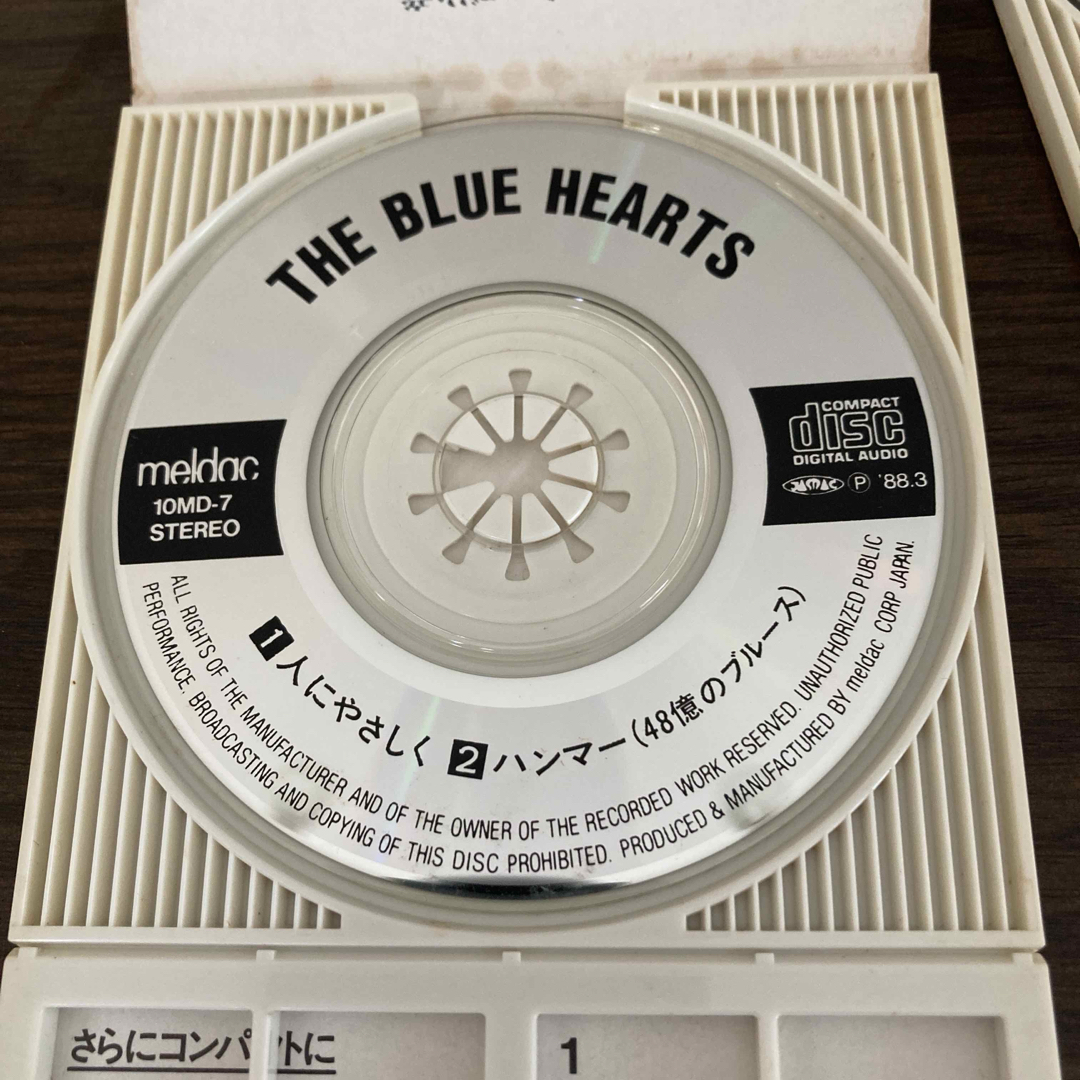 THE BLUE HEARTS
meldac
10MD-7
STEREO
COMPACT
disc
DIGITAL AUDIO
Ⓟ '88.3
1 人にやさしく 2 ハンマー(48億のブルース)
ALL RIGHTS OF THE MANUFACTURER AND OF THE OWNER OF THE RECORDED WORK RESERVED. UNAUTHORIZED PUBLIC
PERFORMANCE. BROADCASTING AND COPYING OF THIS DISC PROHIBITED. PRODUCED & MANUFACTURED BY meldac CORP JAPAN.
さらにコンパクトに
1